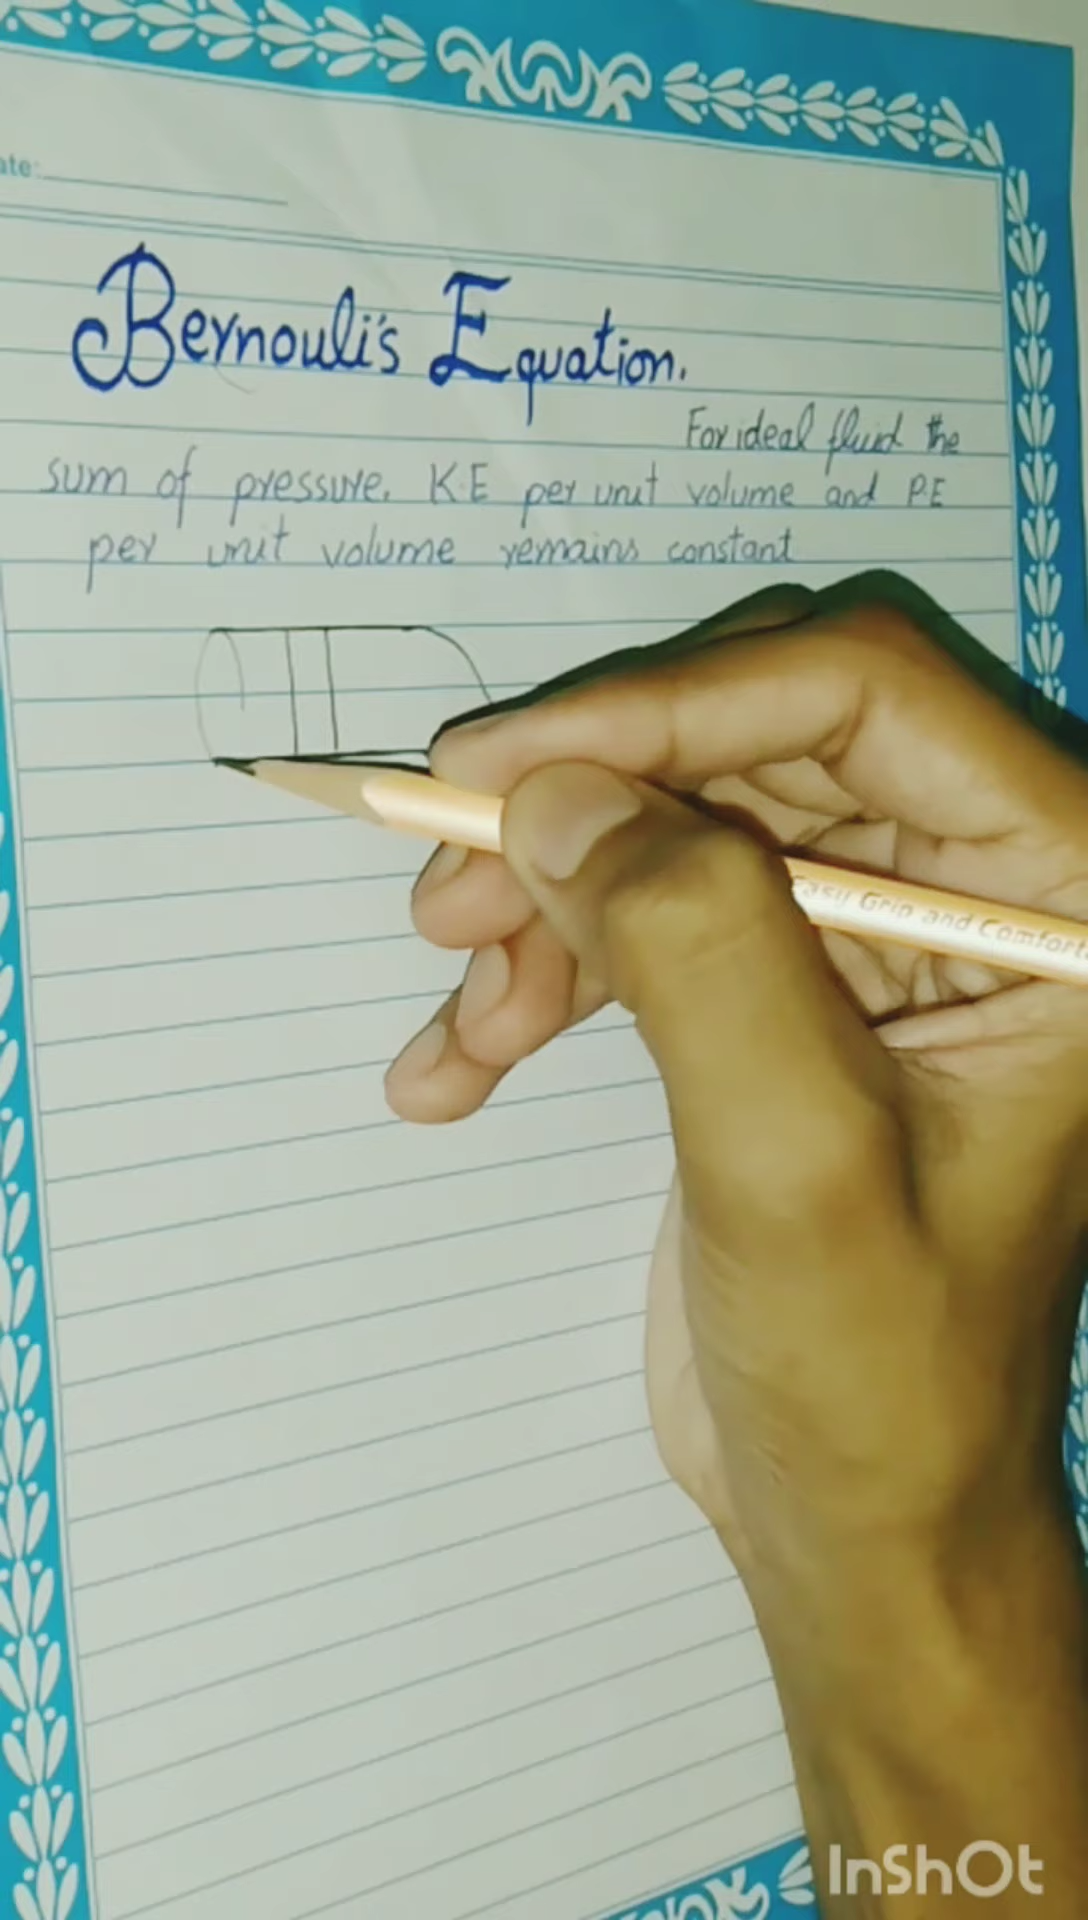 ate:
Bernouli's Equation.
For ideal fluid the
sum of pressure, K.E per unit volume and P.E
per unit volume remains constant
Easy Grip and Comfort
InShOt